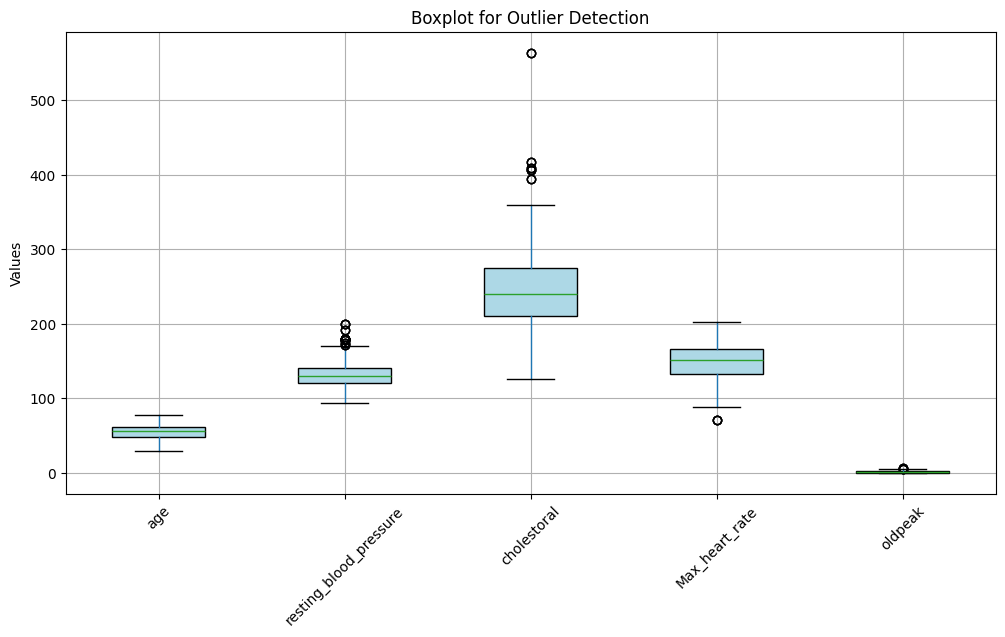 Boxplot for Outlier Detection
Values
500
400
300
200
100
0
age
resting_blood_pressure
cholestoral
Max_heart_rate
oldpeak